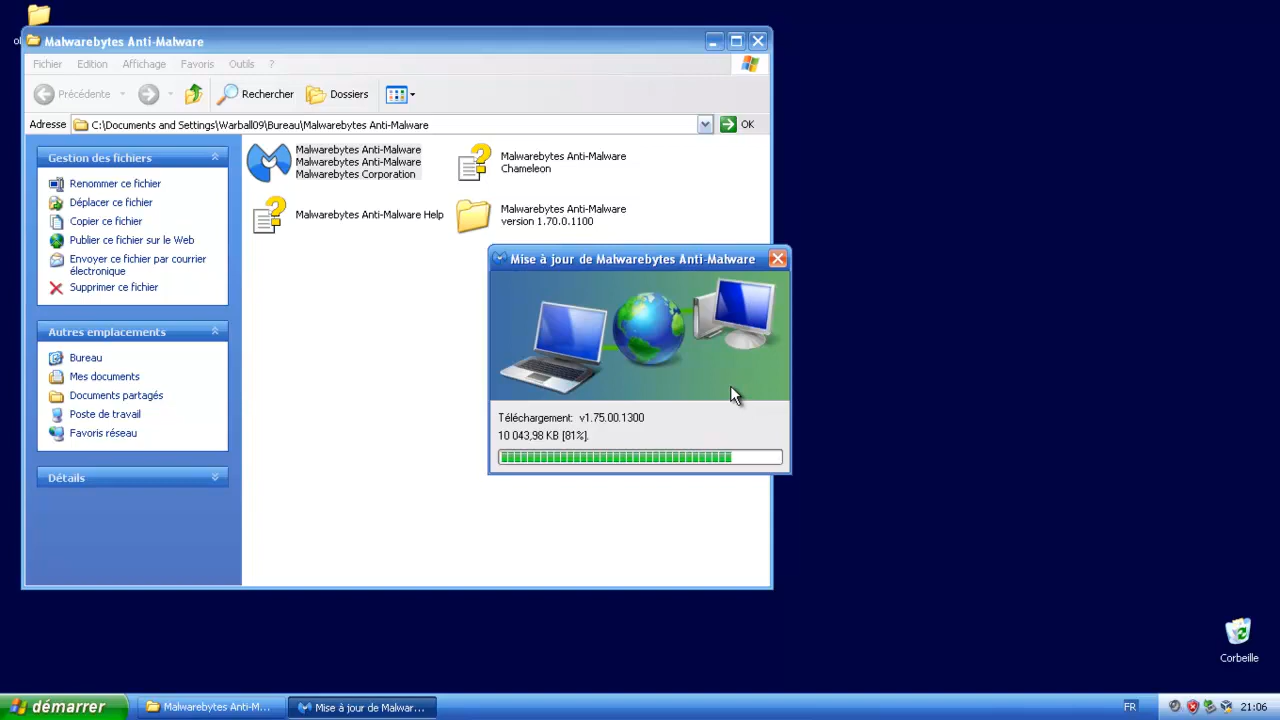 Malwarebytes Anti-Malware
Fichier Edition Affichage Favoris Outils ?
Précédente Rechercher Dossiers
Adresse C:\Documents and Settings\Warball09\Bureau\Malwarebytes Anti-Malware OK
Gestion des fichiers
Renommer ce fichier
Déplacer ce fichier
Copier ce fichier
Publier ce fichier sur le Web
Envoyer ce fichier par courrier
électronique
Supprimer ce fichier
Autres emplacements
Bureau
Mes documents
Documents partagés
Poste de travail
Favoris réseau
Détails
Malwarebytes Anti-Malware
Malwarebytes Anti-Malware
Malwarebytes Corporation
Malwarebytes Anti-Malware
Chameleon
Malwarebytes Anti-Malware Help
Malwarebytes Anti-Malware
version 1.70.0.1100
Mise à jour de Malwarebytes Anti-Malware
Téléchargement: v1.75.00.1300
10 043,98 KB [81%].
Corbeille
démarrer Malwarebytes Anti-M... Mise à jour de Malwar... FR 21:06